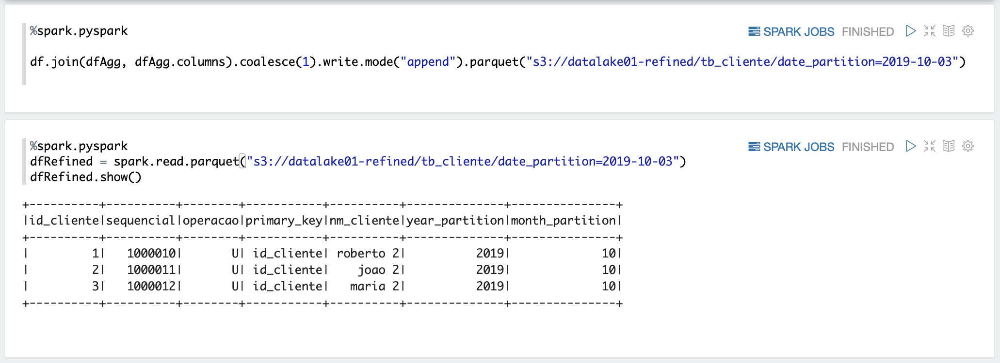 %spark.pyspark
SPARK JOBS FINISHED
df.join(dfAgg, dfAgg.columns).coalesce(1).write.mode("append").parquet("s3://datalake01-refined/tb_cliente/date_partition=2019-10-03")
%spark.pyspark
SPARK JOBS FINISHED
dfRefined = spark.read.parquet("s3://datalake01-refined/tb_cliente/date_partition=2019-10-03")
dfRefined.show()
+----------+----------+--------+-----------+----------+--------------+---------------+
|id_cliente|sequencial|operacao|primary_key|nm_cliente|year_partition|month_partition|
+----------+----------+--------+-----------+----------+--------------+---------------+
|         1|   1000010|       U| id_cliente| roberto 2|          2019|             10|
|         2|   1000011|       U| id_cliente|    joao 2|          2019|             10|
|         3|   1000012|       U| id_cliente|   maria 2|          2019|             10|
+----------+----------+--------+-----------+----------+--------------+---------------+